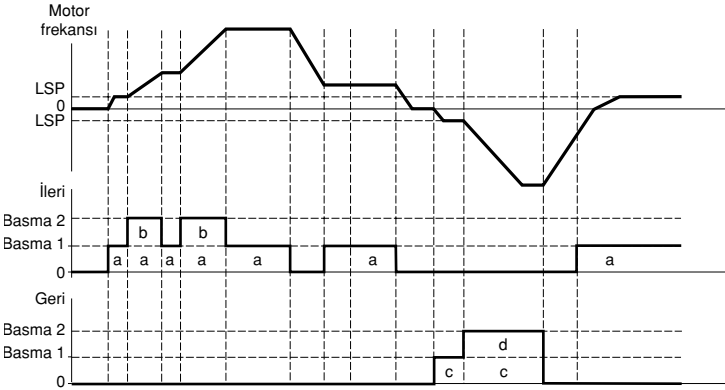 Motor
frekansı
LSP
0
LSP
İleri
Basma 2
b b
Basma 1
a a a a a a a
0
Geri
Basma 2
d
Basma 1
c c
0